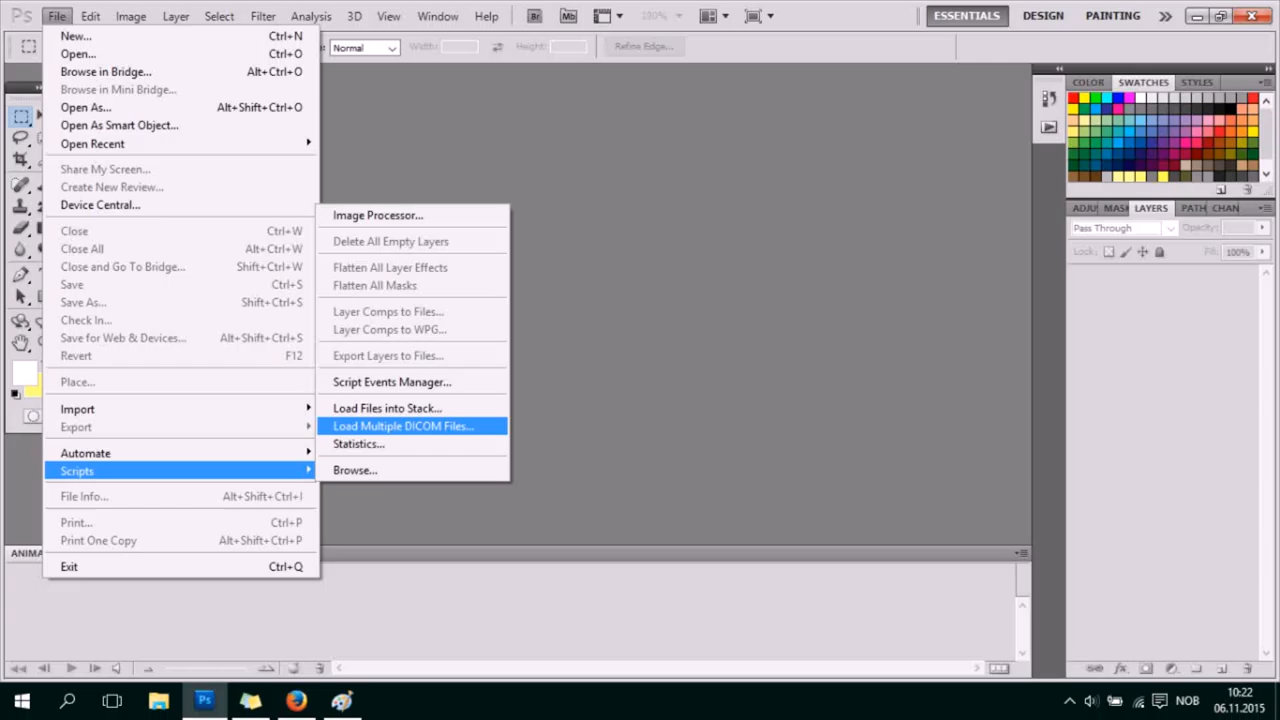 Ps File Edit Image Layer Select Filter Analysis 3D View Window Help Br Mb 160% ESSENTIALS DESIGN PAINTING
Normal Width: Height: Refine Edge...
New... Ctrl+N
Open... Ctrl+O
Browse in Bridge... Alt+Ctrl+O
Browse in Mini Bridge...
Open As... Alt+Shift+Ctrl+O
Open As Smart Object...
Open Recent
Share My Screen...
Create New Review...
Device Central...
Close Ctrl+W
Close All Alt+Ctrl+W
Close and Go To Bridge... Shift+Ctrl+W
Save Ctrl+S
Save As... Shift+Ctrl+S
Check In...
Save for Web & Devices... Alt+Shift+Ctrl+S
Revert F12
Place...
Import
Export
Automate
Scripts
File Info... Alt+Shift+Ctrl+I
Print... Ctrl+P
Print One Copy Alt+Shift+Ctrl+P
Exit Ctrl+Q
Image Processor...
Delete All Empty Layers
Flatten All Layer Effects
Flatten All Masks
Layer Comps to Files...
Layer Comps to WPG...
Export Layers to Files...
Script Events Manager...
Load Files into Stack...
Load Multiple DICOM Files...
Statistics...
Browse...
COLOR SWATCHES STYLES
ADJU MASK LAYERS PATH CHAN
Pass Through Opacity:
Lock: Fill: 100%
ANIMA
fx
Ps NOB 10:22
06.11.2015